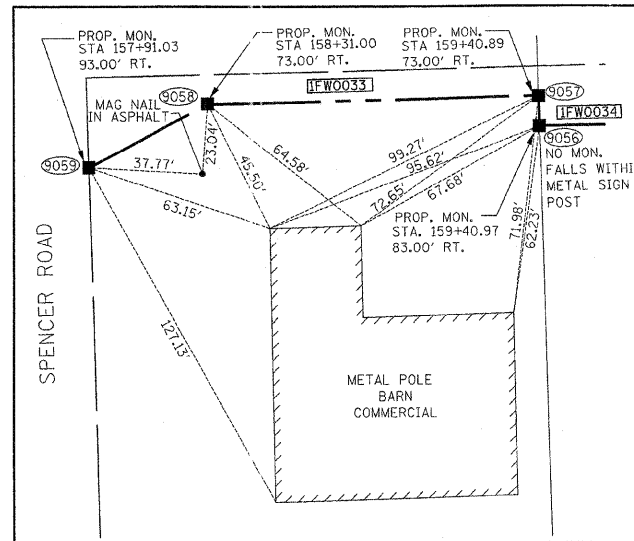 PROP. MON.
STA 157+91.03
93.00' RT.
PROP. MON.
STA 158+31.00
73.00' RT.
PROP. MON.
STA 159+40.89
73.00' RT.
MAG NAIL
IN ASPHALT
9058
1FW0033
9057
1FW0034
9056
NO MON.
FALLS WITHI
METAL SIGN
POST
9059
37.77'
23.04'
45.50'
64.58'
99.27'
95.62'
72.65'
67.68'
63.15'
PROP. MON.
STA. 159+40.97
83.00' RT.
71.98'
62.23'
127.13'
SPENCER ROAD
METAL POLE
BARN
COMMERCIAL